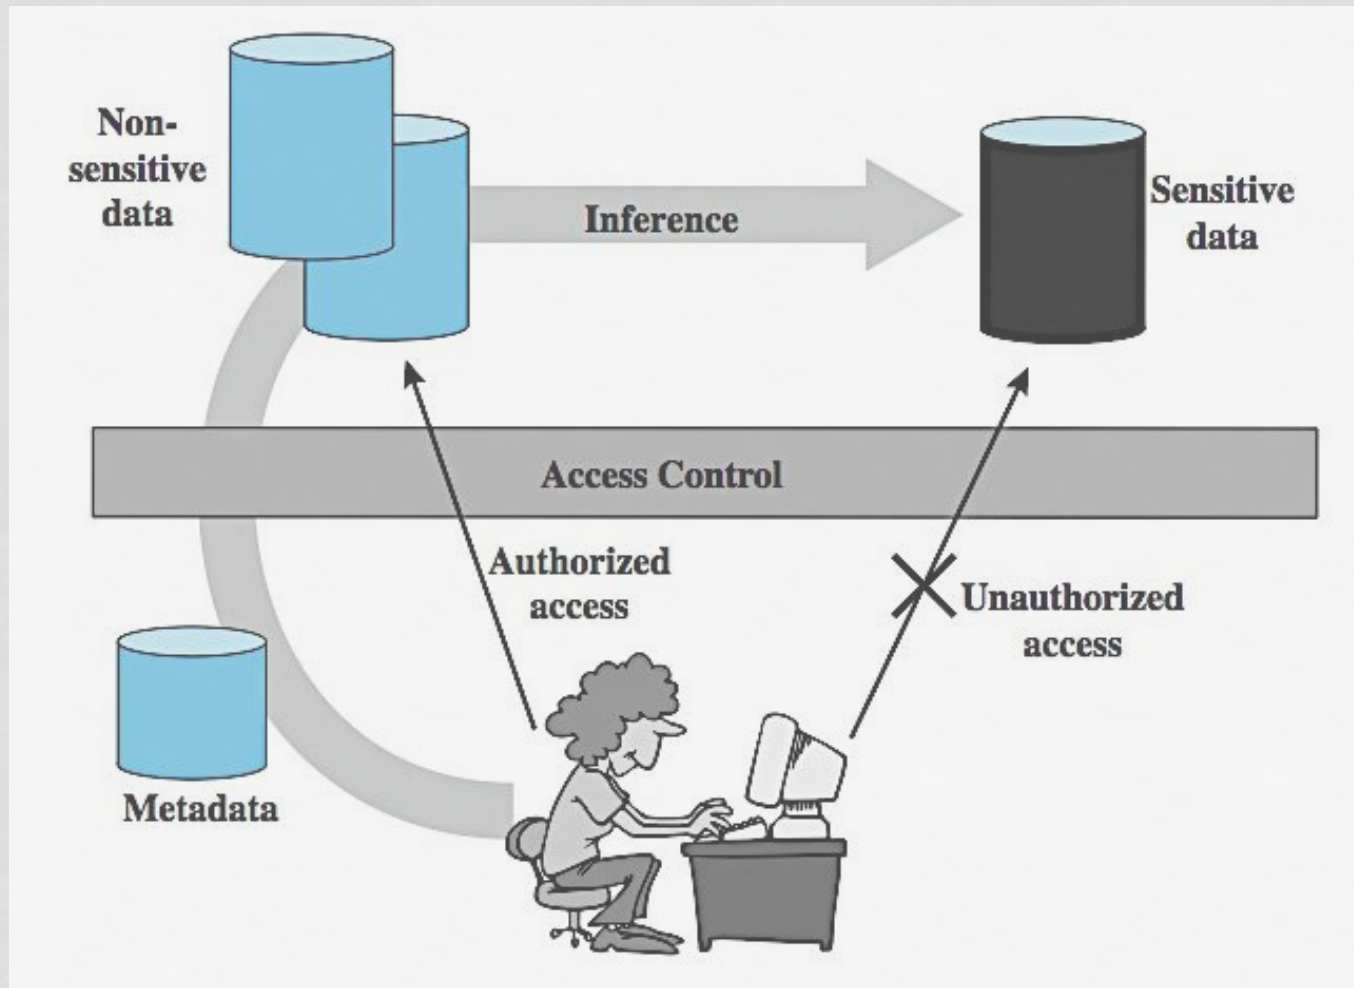 Non-
sensitive
data
Inference
Sensitive
data
Access Control
Authorized
access
Unauthorized
access
Metadata